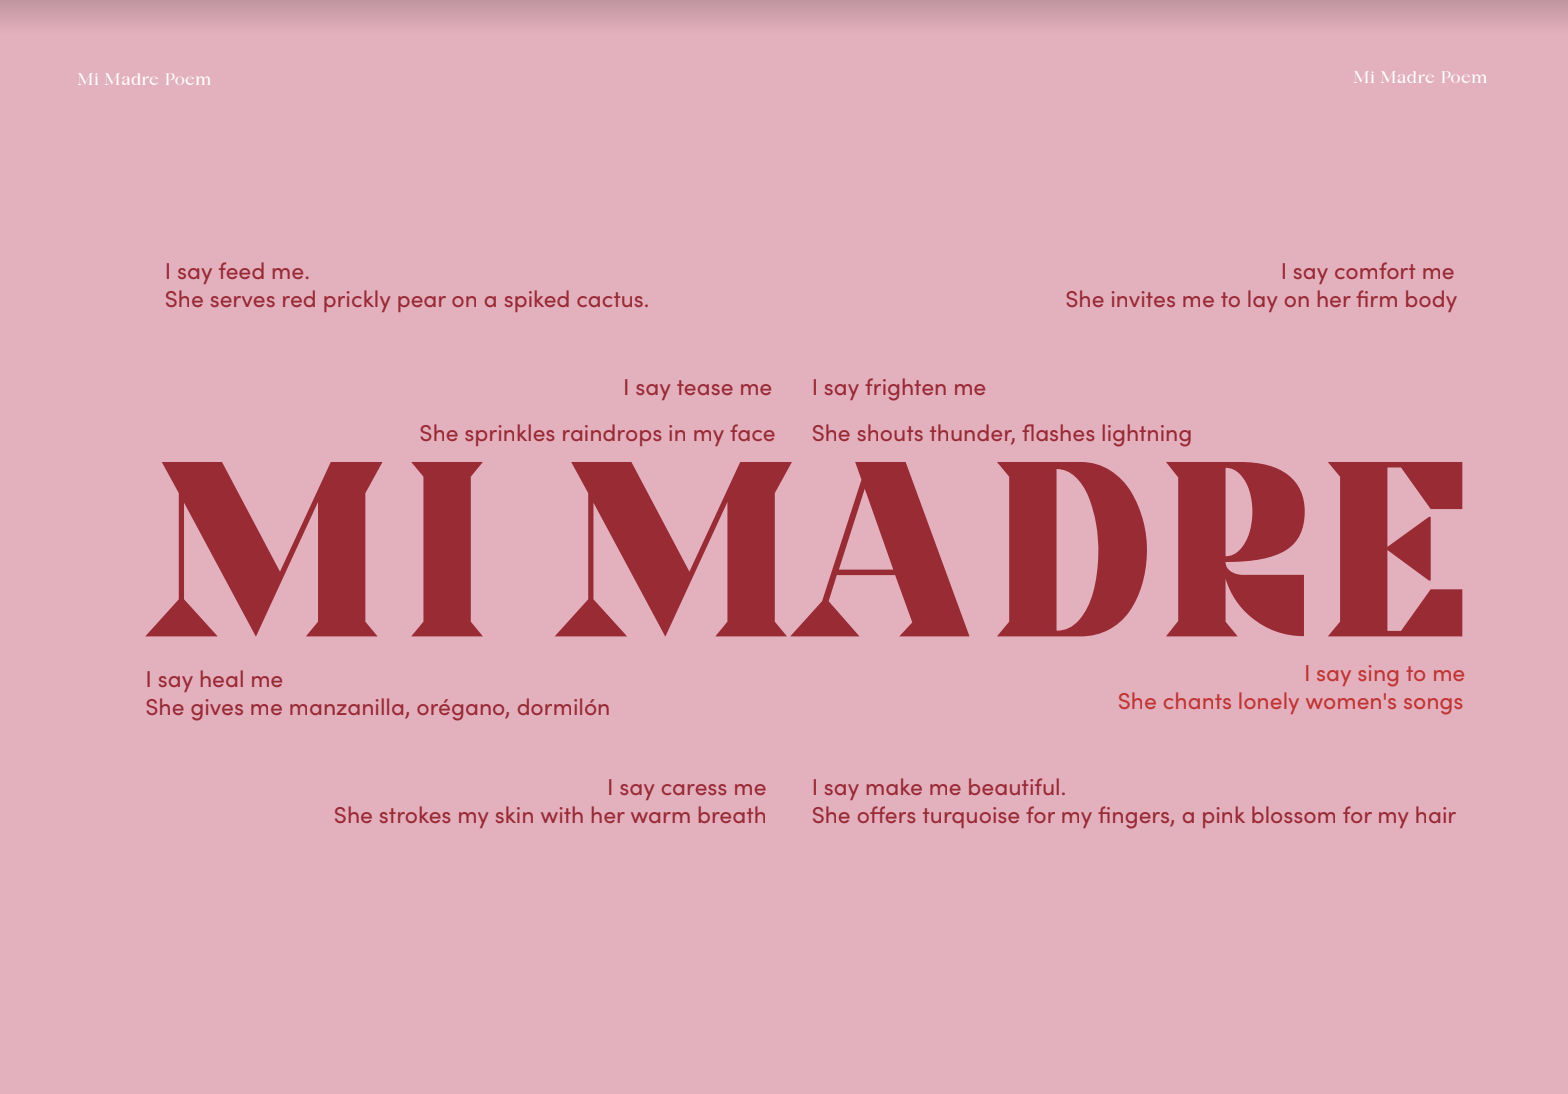 Mi Madre Poem
Mi Madre Poem
I say feed me.
She serves red prickly pear on a spiked cactus.
I say comfort me
She invites me to lay on her firm body
I say tease me
She sprinkles raindrops in my face
I say frighten me
She shouts thunder, flashes lightning
MI MADRE
I say heal me
She gives me manzanilla, orégano, dormilón
I say sing to me
She chants lonely women's songs
I say caress me
She strokes my skin with her warm breath
I say make me beautiful.
She offers turquoise for my fingers, a pink blossom for my hair